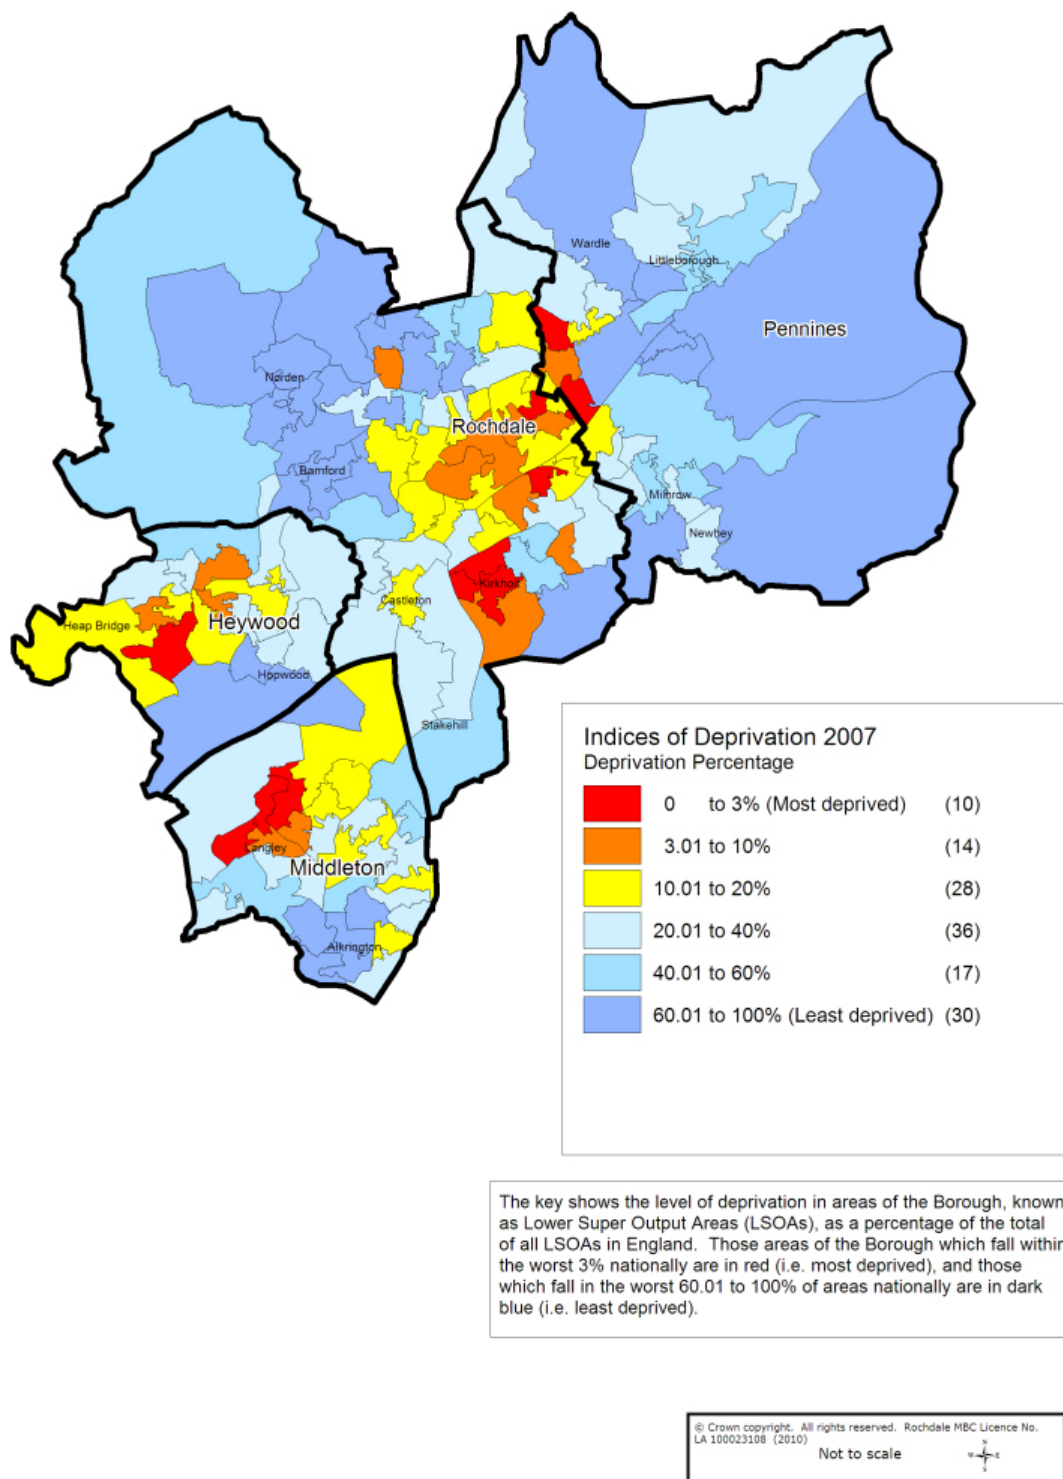 Wardle
Littleborough
Pennines
Norden
Rochdale
Bamford
Milnrow
Newhey
Kirkholt
Castleton
Heap Bridge
Heywood
Hopwood
Stakehill
Langley
Middleton
Alkrington
Indices of Deprivation 2007
Deprivation Percentage
0 to 3% (Most deprived) (10)
3.01 to 10% (14)
10.01 to 20% (28)
20.01 to 40% (36)
40.01 to 60% (17)
60.01 to 100% (Least deprived) (30)
The key shows the level of deprivation in areas of the Borough, known
as Lower Super Output Areas (LSOAs), as a percentage of the total
of all LSOAs in England. Those areas of the Borough which fall within
the worst 3% nationally are in red (i.e. most deprived), and those
which fall in the worst 60.01 to 100% of areas nationally are in dark
blue (i.e. least deprived).
© Crown copyright. All rights reserved. Rochdale MBC Licence No.
LA 100023108 (2010)
Not to scale
N
W E
S